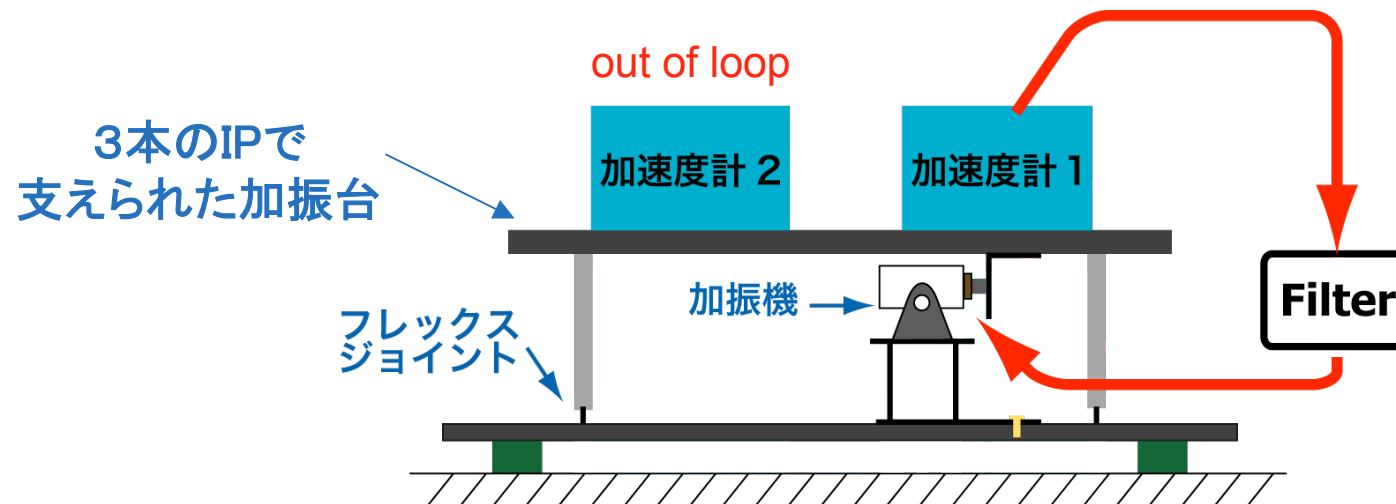 out of loop
3本のIPで
支えられた加振台
加速度計 2
加速度計 1
加振機
Filter
フレックス
ジョイント